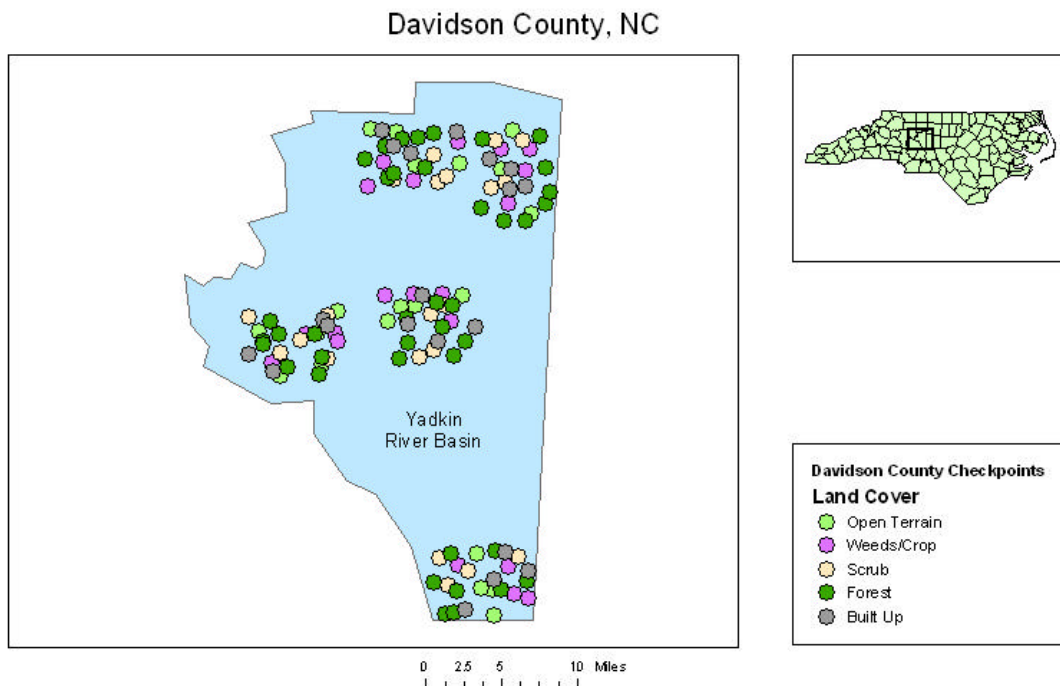 Davidson County, NC
Yadkin
River Basin
Davidson County Checkpoints
Land Cover
Open Terrain
Weeds/Crop
Scrub
Forest
Built Up
0 2.5 5 10 Miles